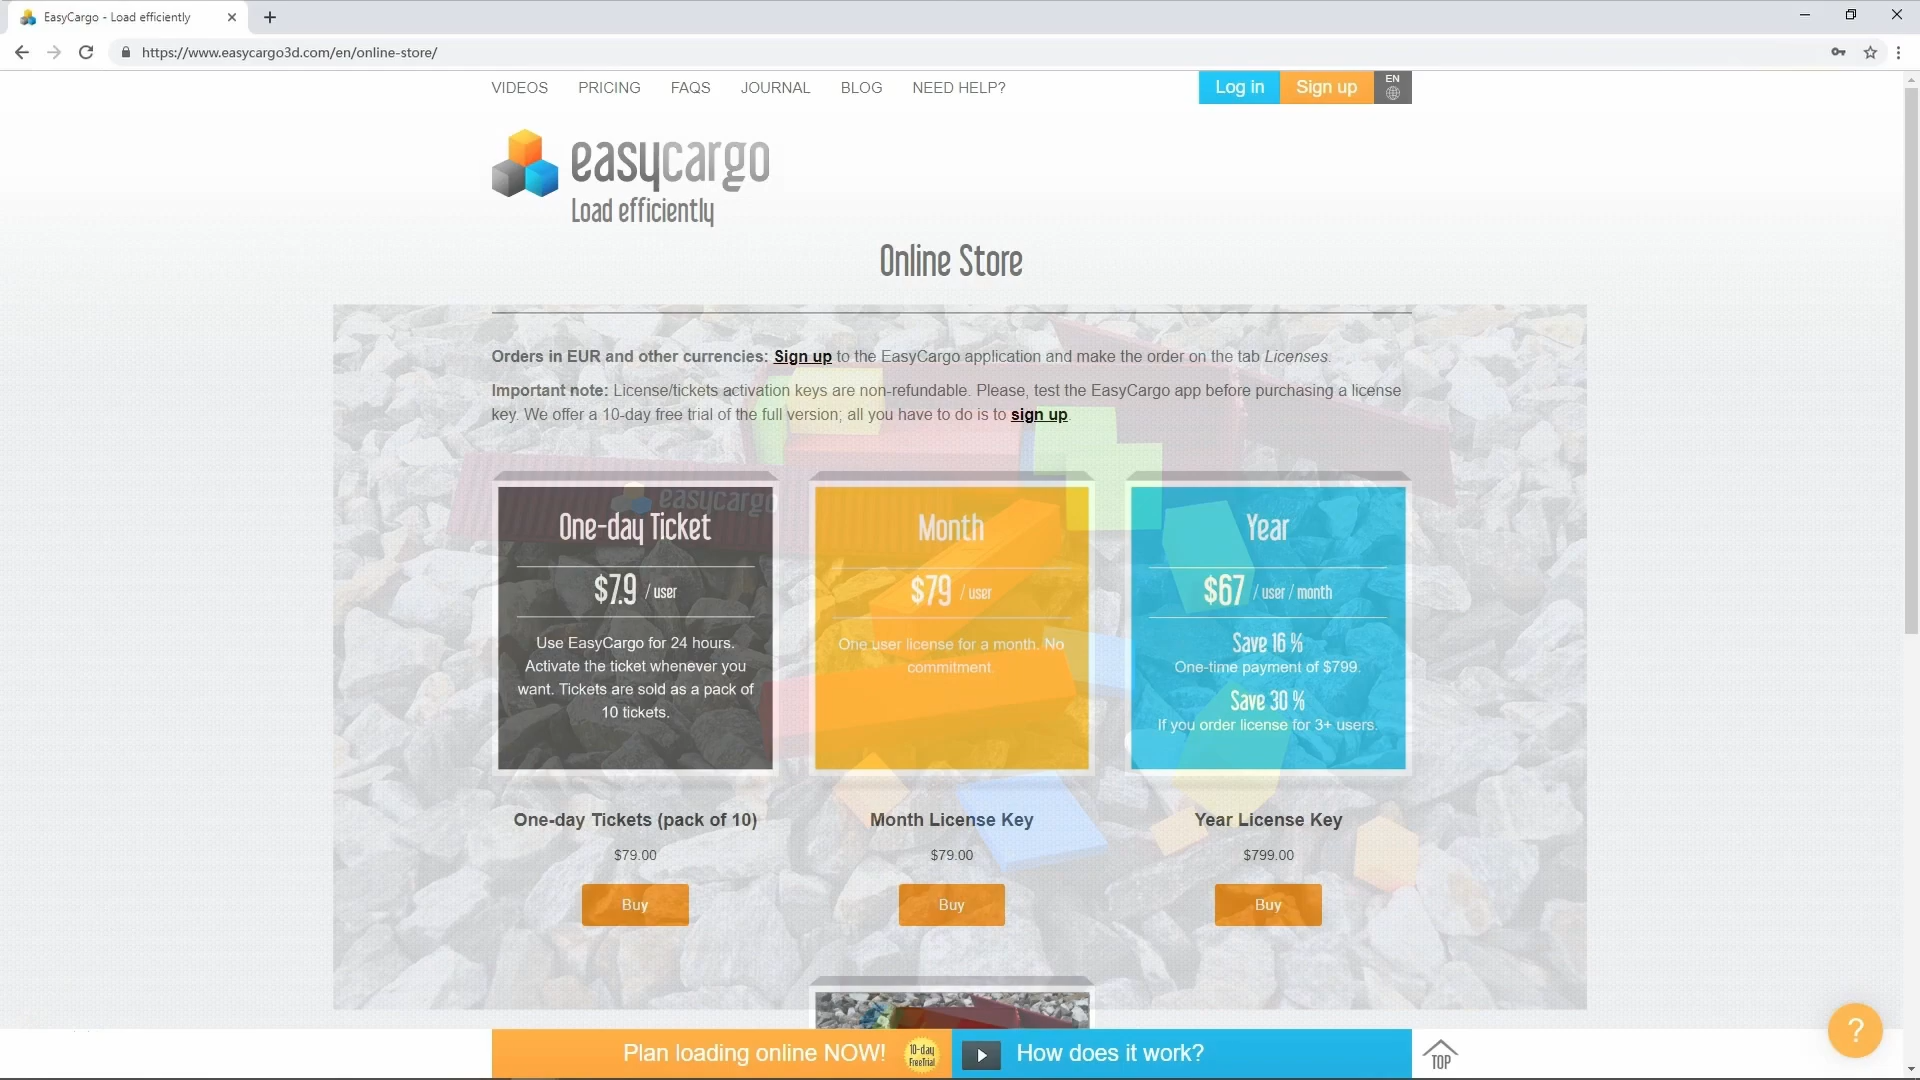 EasyCargo - Load efficiently
https://www.easycargo3d.com/en/online-store/
VIDEOS PRICING FAQS JOURNAL BLOG NEED HELP?
Log in Sign up EN
easycargo
Load efficiently
Online Store
Orders in EUR and other currencies: Sign up to the EasyCargo application and make the order on the tab Licenses.
Important note: License/tickets activation keys are non-refundable. Please, test the EasyCargo app before purchasing a license
key. We offer a 10-day free trial of the full version; all you have to do is to sign up.
easycargo
One-day Ticket
$7.9 / user
Use EasyCargo for 24 hours.
Activate the ticket whenever you
want. Tickets are sold as a pack of
10 tickets.
Month
$79 / user
One user license for a month. No
commitment.
Year
$67 / user / month
Save 16 %
One-time payment of $799.
Save 30 %
If you order license for 3+ users.
One-day Tickets (pack of 10)
$79.00
Buy
Month License Key
$79.00
Buy
Year License Key
$799.00
Buy
Plan loading online NOW!
10-day
FreeTrial
How does it work?
TOP
?